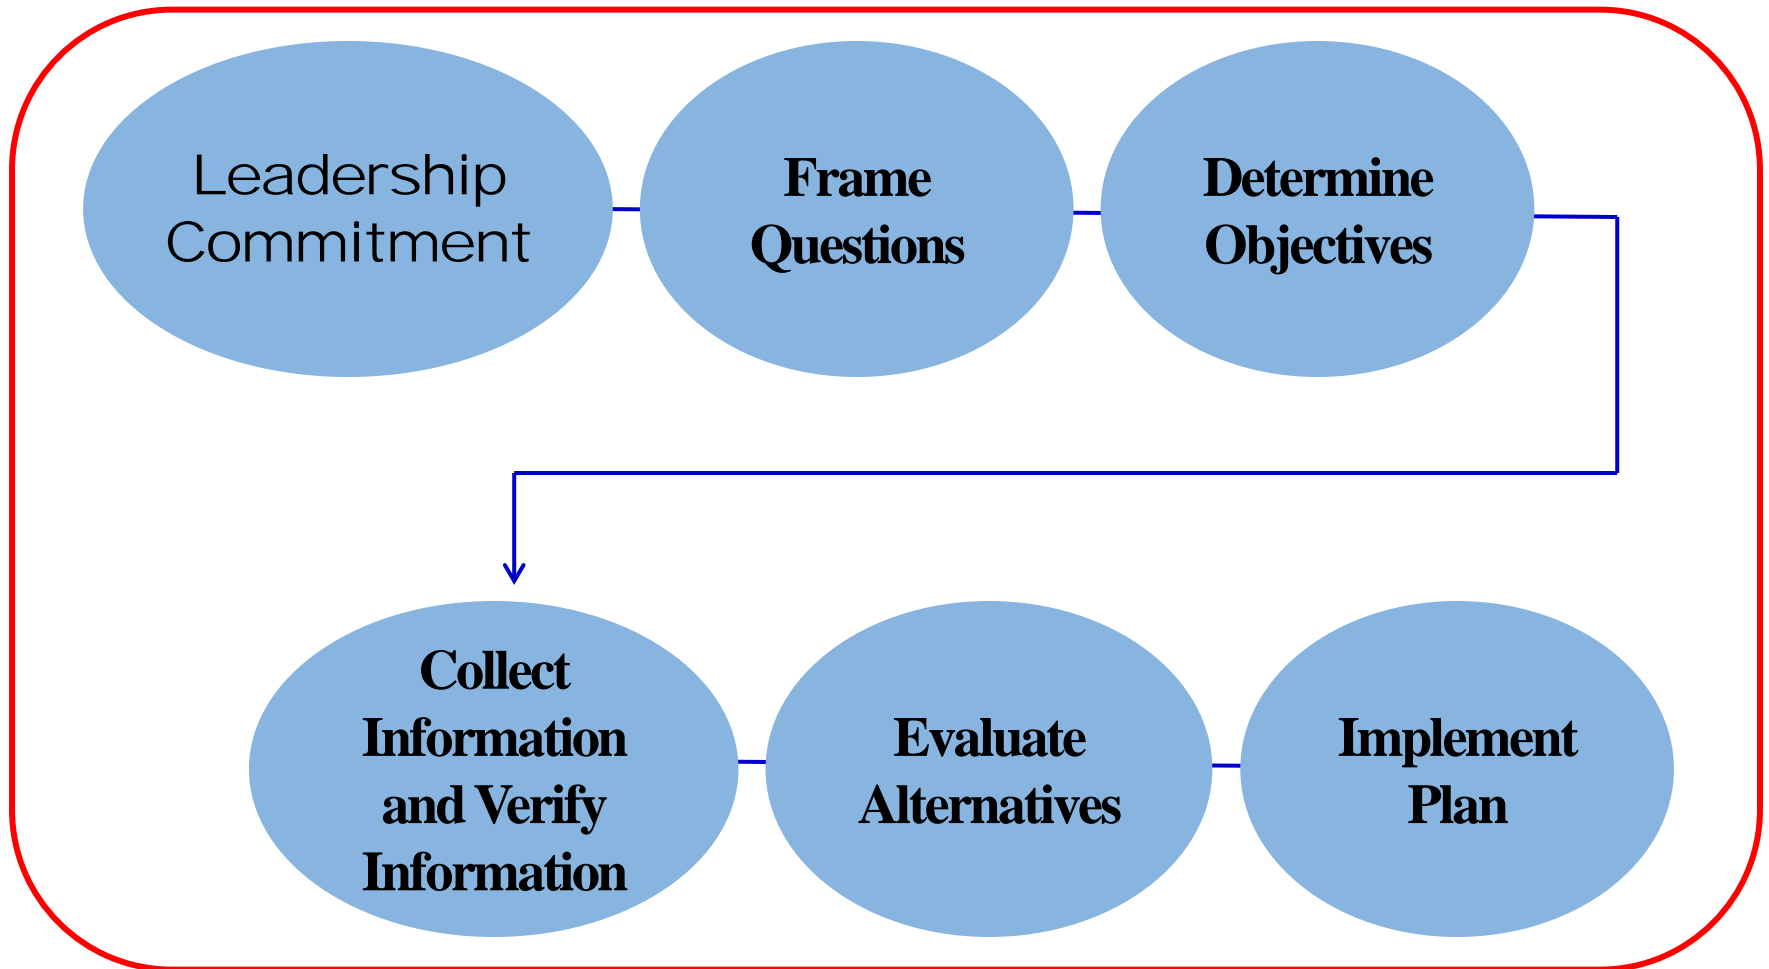 Leadership
Commitment
Frame
Questions
Determine
Objectives
Collect
Information
and Verify
Information
Evaluate
Alternatives
Implement
Plan